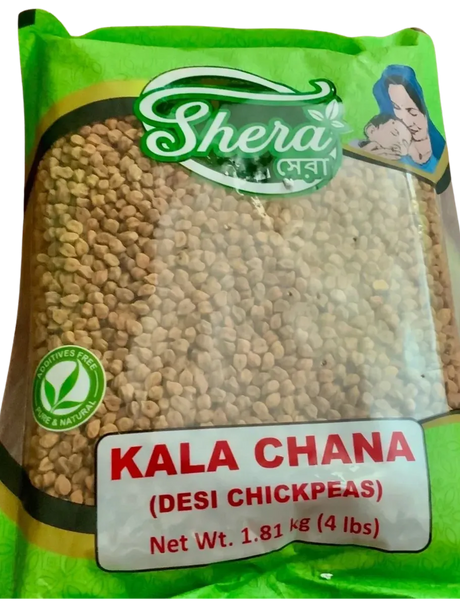 Shera
সেরা
ADDITIVES FREE
PURE & NATURAL
KALA CHANA
(DESI CHICKPEAS)
Net Wt. 1.81 kg (4 lbs)